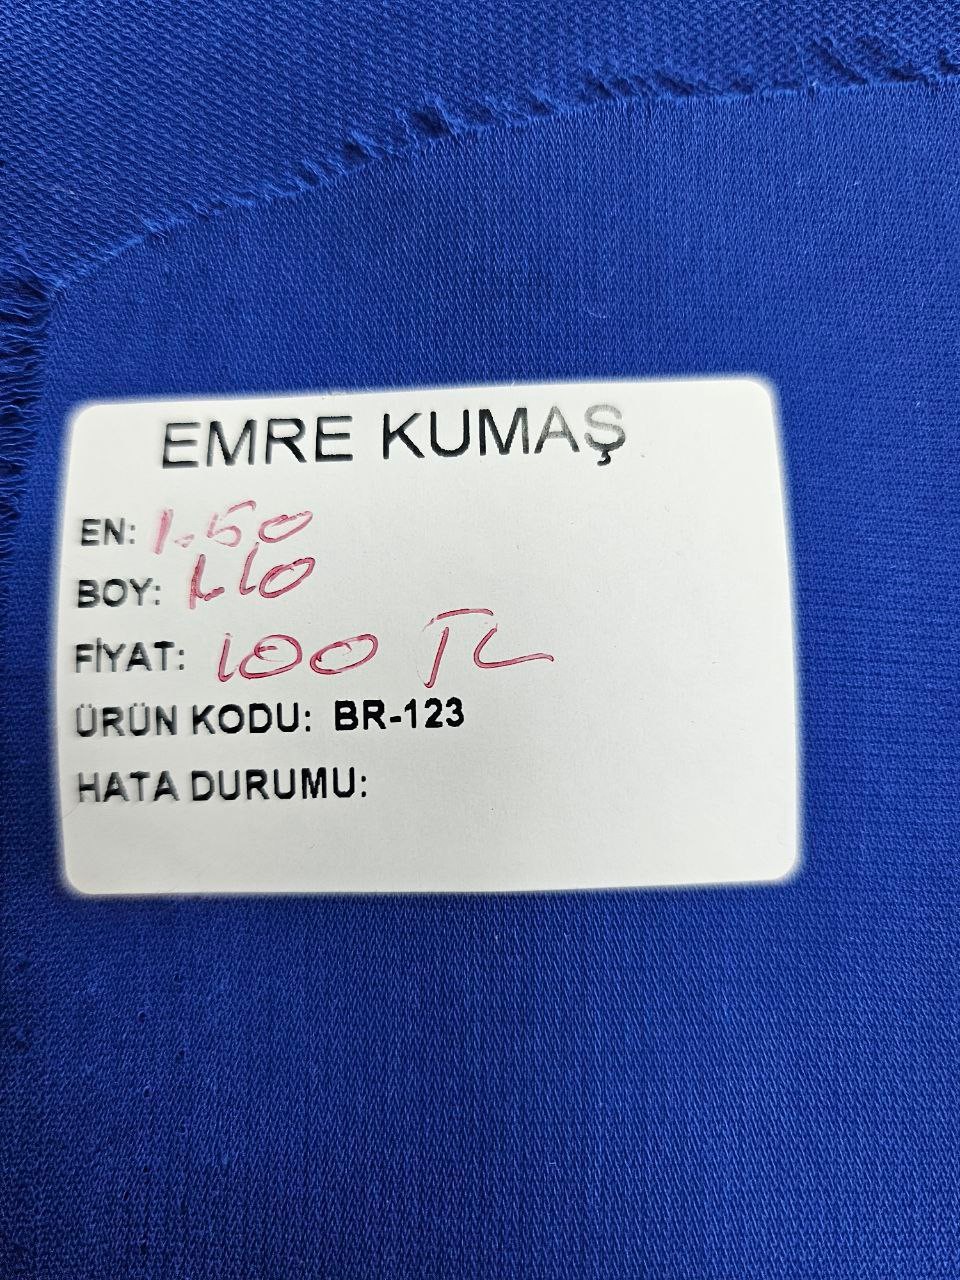 EMRE KUMAŞ
EN: 1.50
BOY: 1.10
FİYAT: 100 TL
ÜRÜN KODU: BR-123
HATA DURUMU: